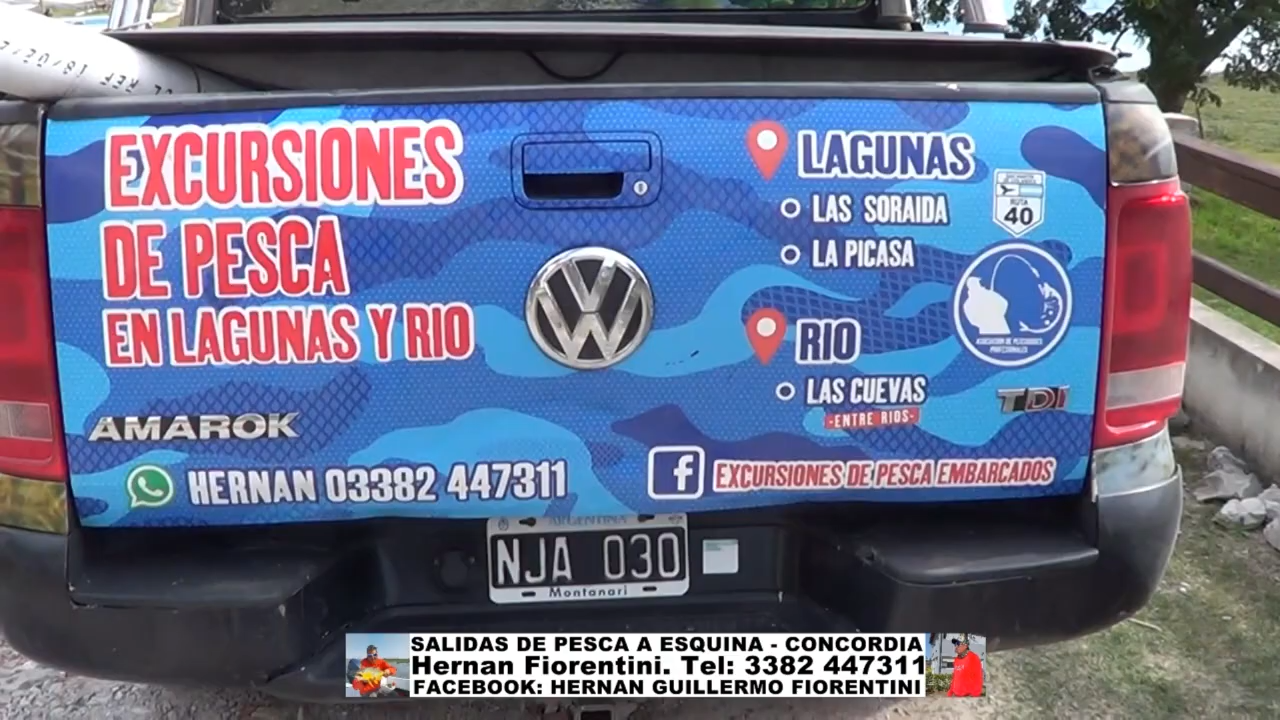 EXCURSIONES
DE PESCA
EN LAGUNAS Y RIO
LAGUNAS
LAS SORAIDA
LA PICASA
RUTA
40
RIO
LAS CUEVAS
-ENTRE RIOS-
AMAROK
TDI
HERNAN 03382 447311
f EXCURSIONES DE PESCA EMBARCADOS
ARGENTINA
NJA 030
Montanari
SALIDAS DE PESCA A ESQUINA - CONCORDIA
Hernan Fiorentini. Tel: 3382 447311
FACEBOOK: HERNAN GUILLERMO FIORENTINI